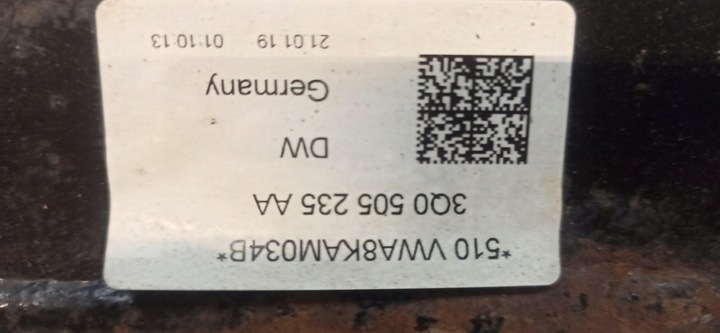 *510 VWA8KAM034B*
3Q0 505 235 AA
DW
Germany
21.01.19 01:10:13